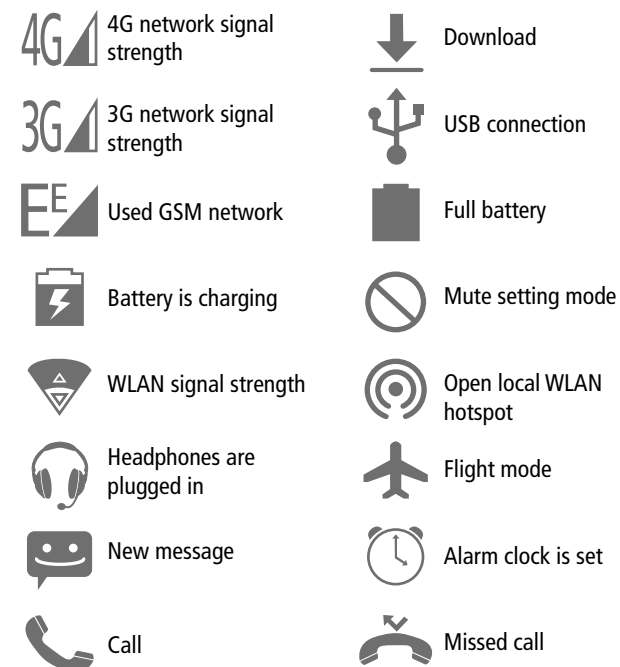 4G
4G network signal
strength
3G
3G network signal
strength
E E
Used GSM network
Battery is charging
WLAN signal strength
Headphones are
plugged in
New message
Call
Download
USB connection
Full battery
Mute setting mode
Open local WLAN
hotspot
Flight mode
Alarm clock is set
Missed call